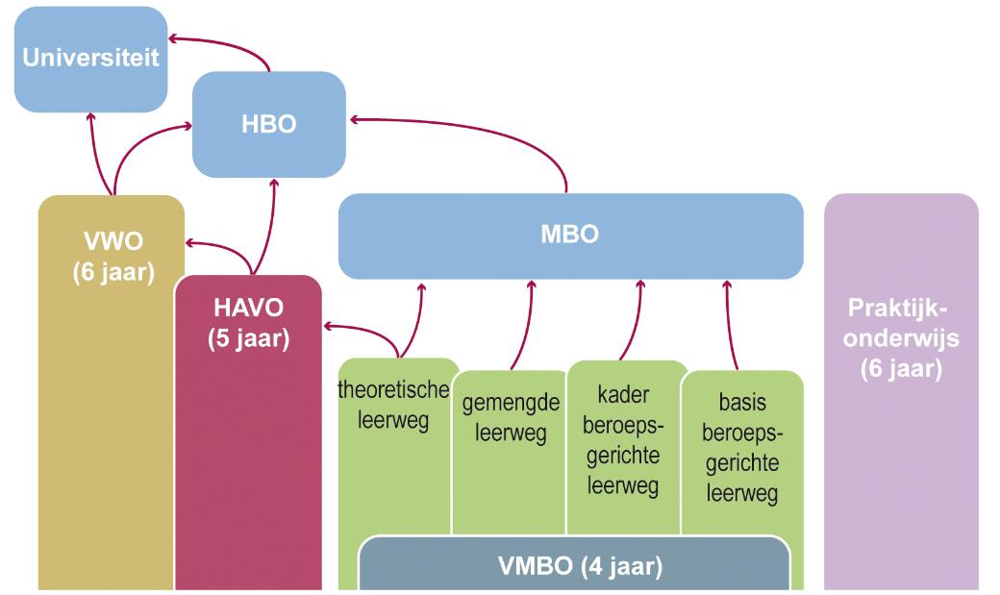 Universiteit
HBO
VWO
(6 jaar)
MBO
HAVO
(5 jaar)
Praktijk-
onderwijs
(6 jaar)
theoretische
leerweg
gemengde
leerweg
kader
beroeps-
gerichte
leerweg
basis
beroeps-
gerichte
leerweg
VMBO (4 jaar)